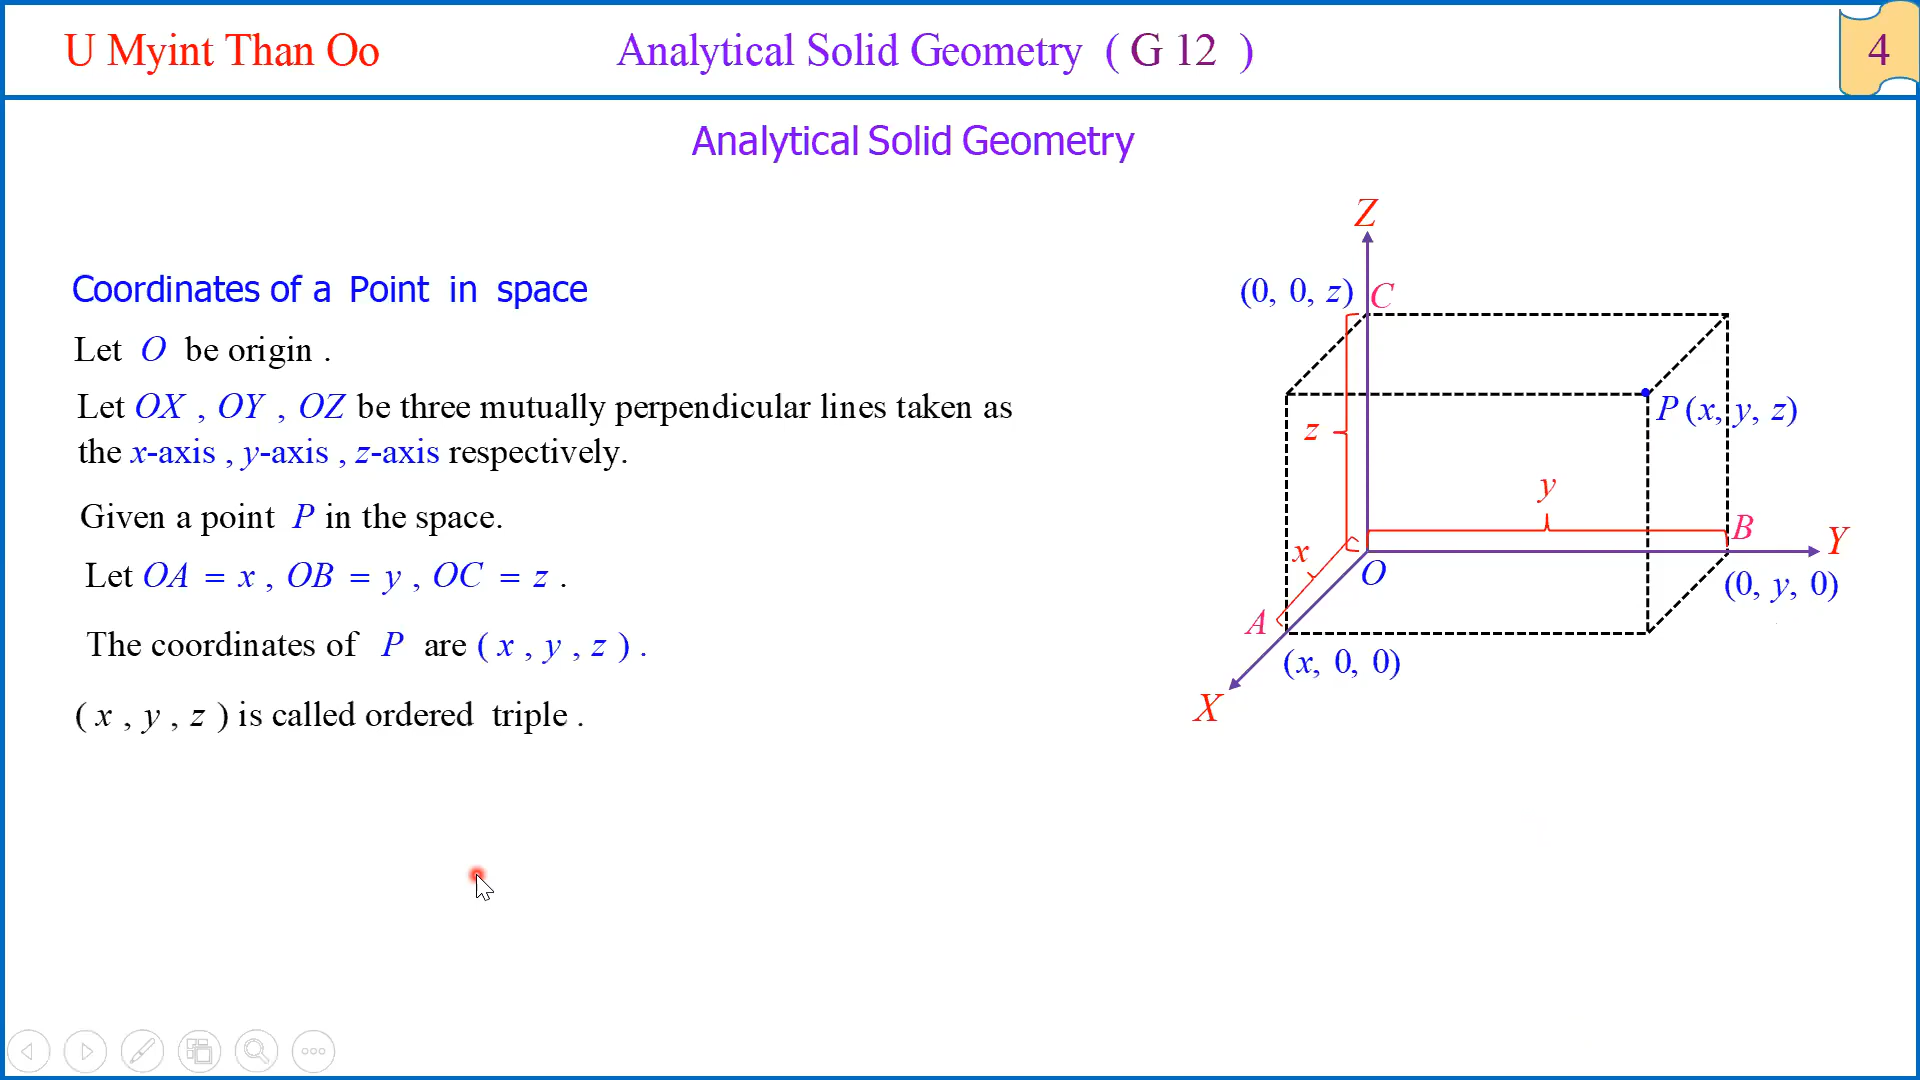 U Myint Than Oo
Analytical Solid Geometry ( G 12 )
4
Analytical Solid Geometry
Coordinates of a Point in space
Let O be origin .
Let OX , OY , OZ be three mutually perpendicular lines taken as
the x-axis , y-axis , z-axis respectively.
Given a point P in the space.
Let OA = x , OB = y , OC = z .
The coordinates of P are ( x , y , z ) .
( x , y , z ) is called ordered triple .
Z
(0, 0, z) C
P (x, y, z)
z
y
B
Y
x
O
(0, y, 0)
A
(x, 0, 0)
X